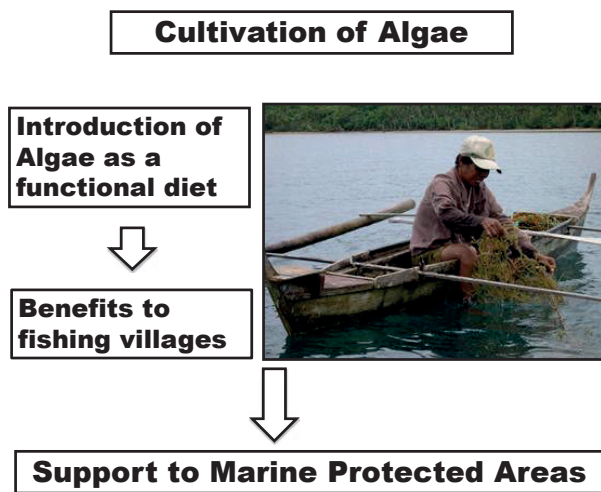 Cultivation of Algae
Introduction of
Algae as a
functional diet
Benefits to
fishing villages
Support to Marine Protected Areas